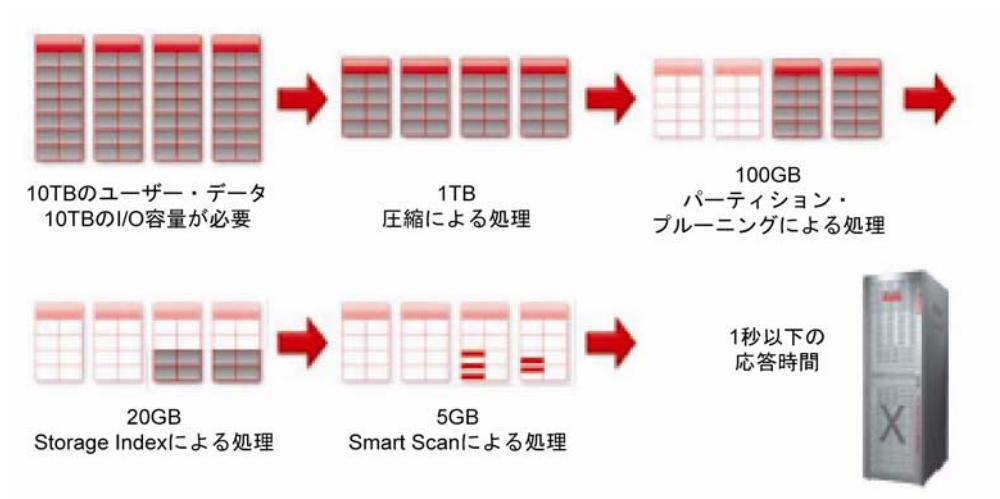 10TBのユーザー・データ
10TBのI/O容量が必要
1TB
圧縮による処理
100GB
パーティション・
プルーニングによる処理
20GB
Storage Indexによる処理
5GB
Smart Scanによる処理
1秒以下の
応答時間
X